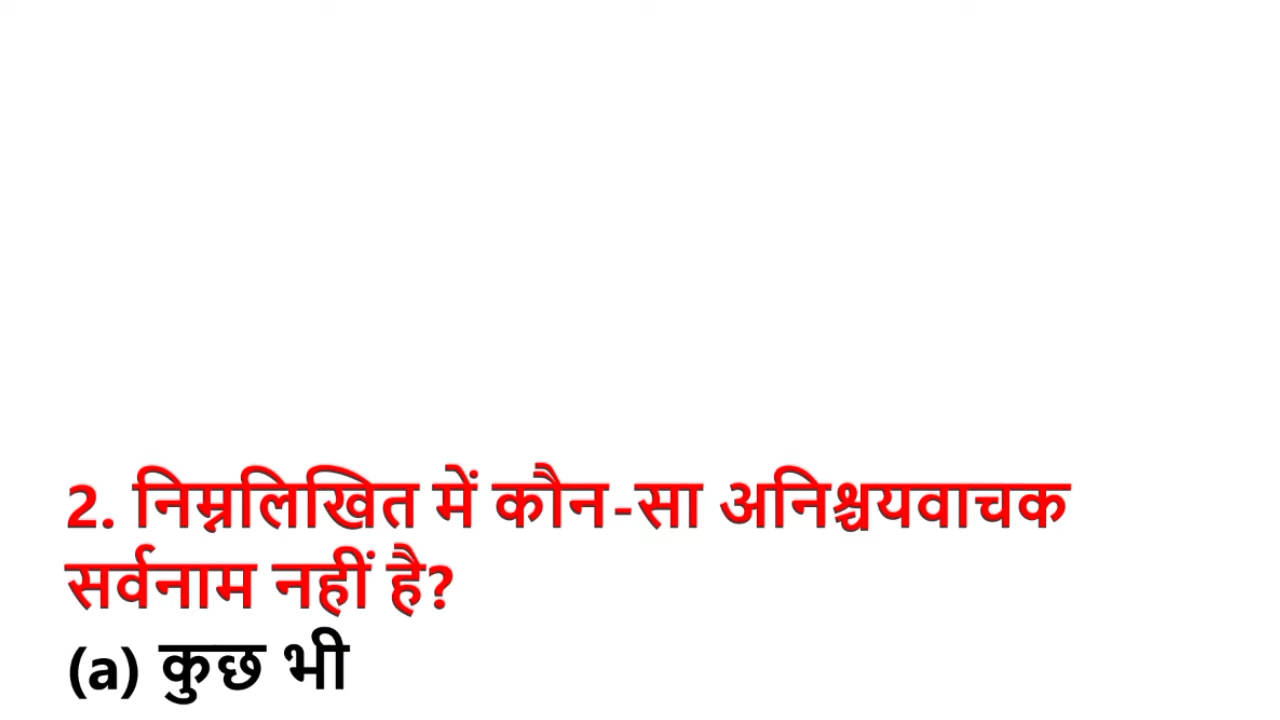 2. निम्नलिखित में कौन-सा अनिश्चयवाचक
सर्वनाम नहीं है?
(a) कुछ भी